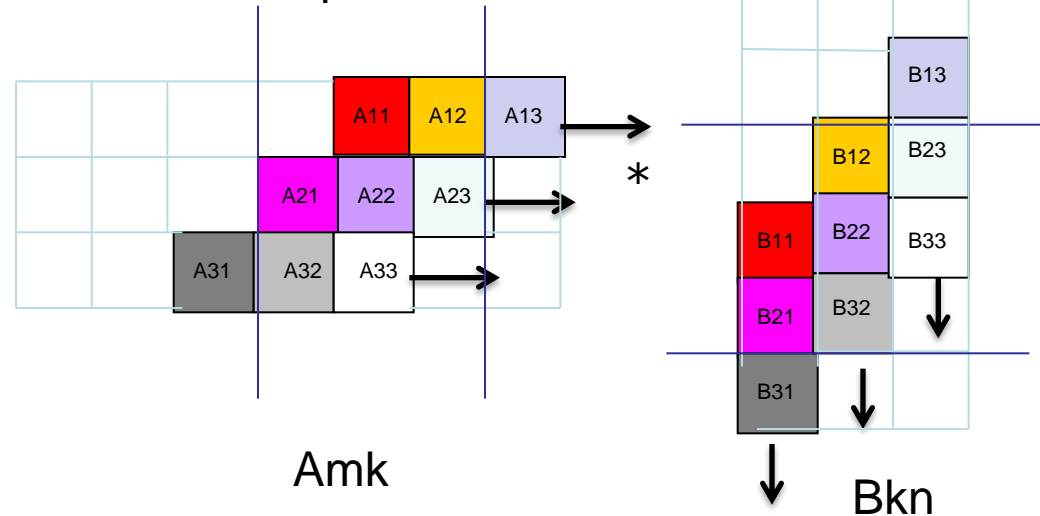 A11 A12 A13
*
A21 A22 A23
A31 A32 A33
Amk
B13
B12 B23
B11 B22 B33
B21 B32
B31
Bkn